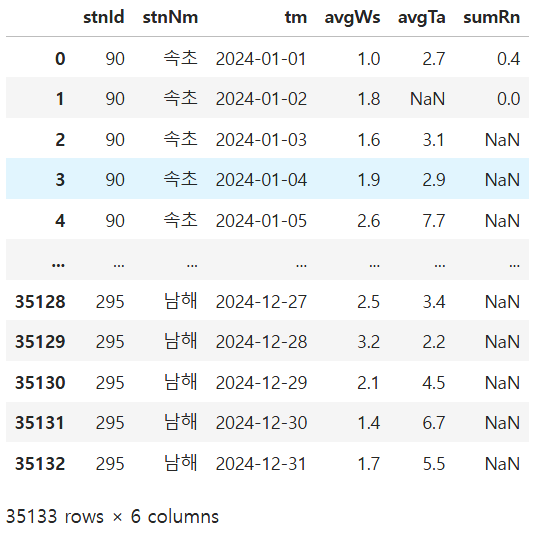 stnId stnNm tm avgWs avgTa sumRn
0 90 속초 2024-01-01 1.0 2.7 0.4
1 90 속초 2024-01-02 1.8 NaN 0.0
2 90 속초 2024-01-03 1.6 3.1 NaN
3 90 속초 2024-01-04 1.9 2.9 NaN
4 90 속초 2024-01-05 2.6 7.7 NaN
... ... ... ... ... ... ...
35128 295 남해 2024-12-27 2.5 3.4 NaN
35129 295 남해 2024-12-28 3.2 2.2 NaN
35130 295 남해 2024-12-29 2.1 4.5 NaN
35131 295 남해 2024-12-30 1.4 6.7 NaN
35132 295 남해 2024-12-31 1.7 5.5 NaN
35133 rows × 6 columns